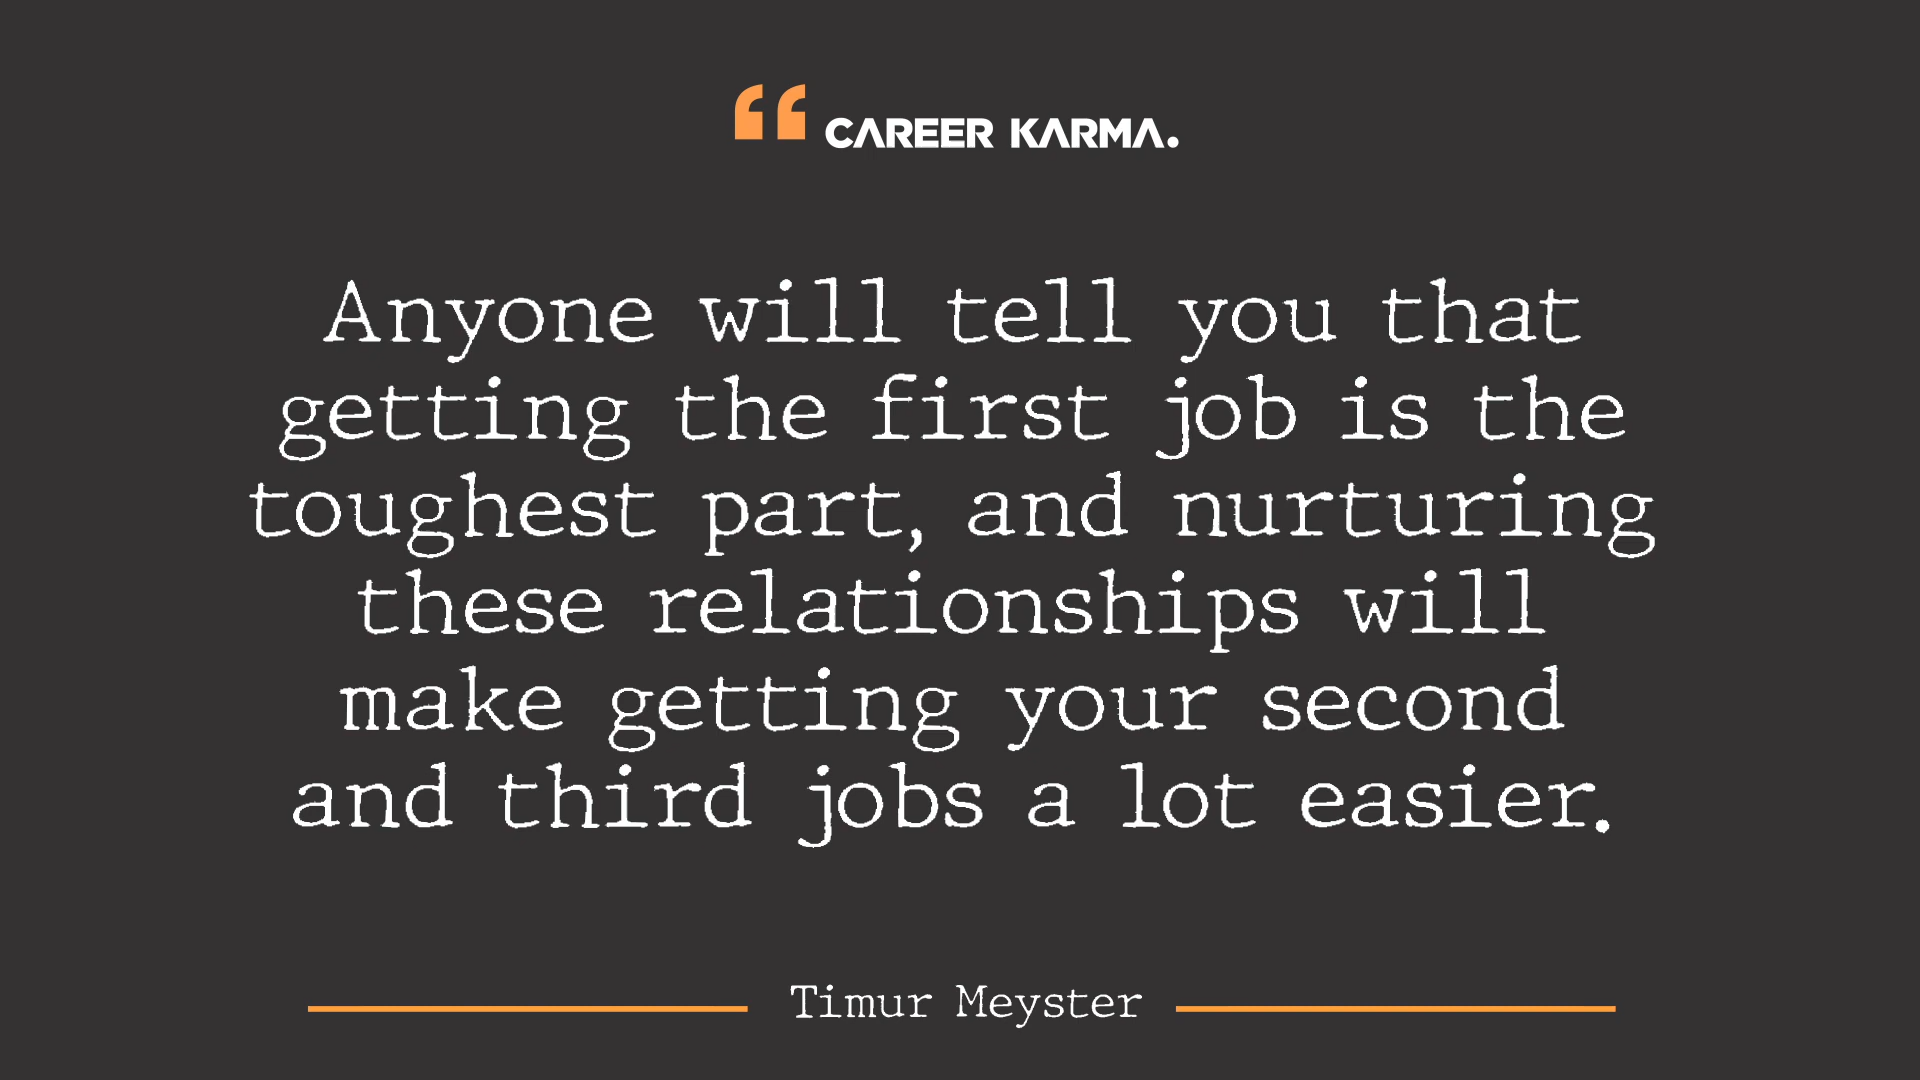 “ CAREER KARMA.
Anyone will tell you that
getting the first job is the
toughest part, and nurturing
these relationships will
make getting your second
and third jobs a lot easier.
Timur Meyster